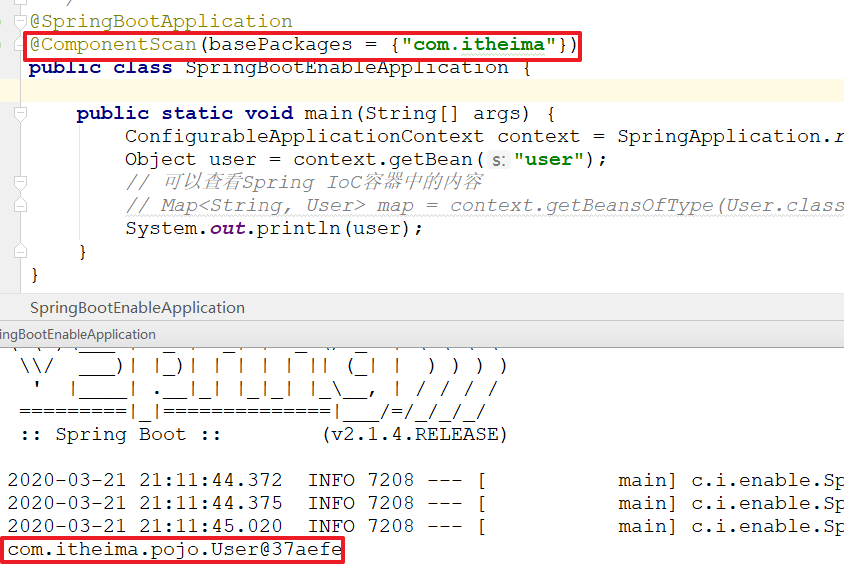 @SpringBootApplication
@ComponentScan(basePackages = {"com.itheima"})
public class SpringBootEnableApplication {
public static void main(String[] args) {
ConfigurableApplicationContext context = SpringApplication.r
Object user = context.getBean( s: "user");
// 可以查看Spring IoC容器中的内容
// Map<String, User> map = context.getBeansOfType(User.class
System.out.println(user);
}
}
SpringBootEnableApplication
ingBootEnableApplication
=========|_|==============|___/=/_/_/_/
:: Spring Boot :: (v2.1.4.RELEASE)
2020-03-21 21:11:44.372 INFO 7208 --- [ main] c.i.enable.Sp
2020-03-21 21:11:44.375 INFO 7208 --- [ main] c.i.enable.Sp
2020-03-21 21:11:45.020 INFO 7208 --- [ main] c.i.enable.Sp
com.itheima.pojo.User@37aefe